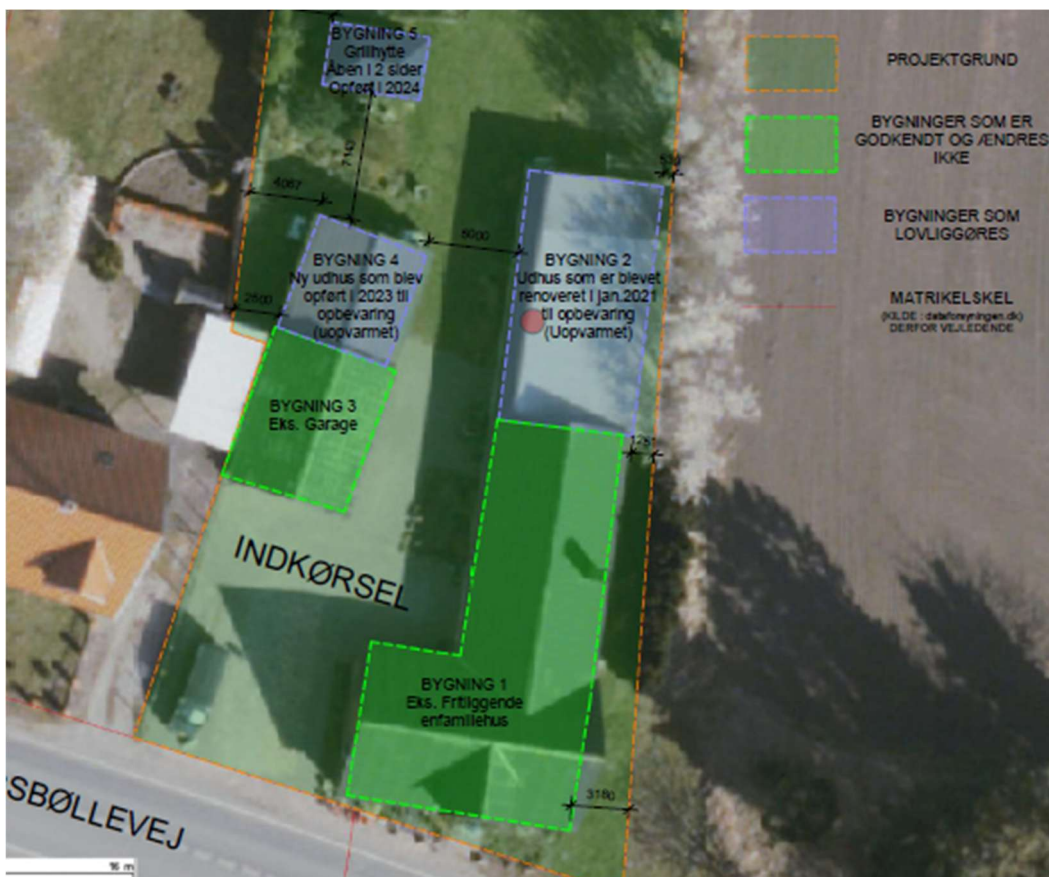 BYGNING 5
Grillhytte
Åben i 2 sider
Opført i 2024
PROJEKTGRUND
BYGNINGER SOM ER
GODKENDT OG ÆNDRES
IKKE
7143
4067
BYGNINGER SOM
LOVLIGGØRES
6000
BYGNING 4
Ny udhus som blev
opført i 2023 til
opbevaring
(uopvarmet)
BYGNING 2
Udhus som er blevet
renoveret i jan.2021
til opbevaring
(Uopvarmet)
2500
MATRIKELSKEL
(KILDE : dataforsyningen.dk)
DERFOR VEJLEDENDE
BYGNING 3
Eks. Garage
1281
INDKØRSEL
BYGNING 1
Eks. Fritliggende
enfamiliehus
3180
SBØLLEVEJ
16 m